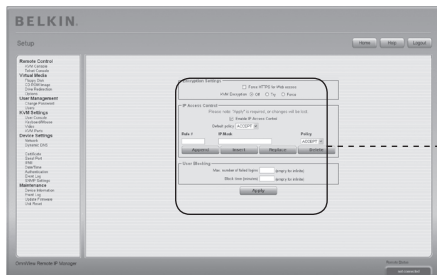 BELKIN.
Setup
Home
Help
Logout
Remote Control
KVM Console
Telnet Console
Virtual Media
Floppy Disk
CD-ROM Image
Drive Redirection
Options
User Management
Change Password
Users
KVM Settings
User Console
Keyboard/Mouse
Video
KVM Ports
Device Settings
Network
Dynamic DNS
Certificate
Serial Port
Date/Time
Authentication
Event Log
SNMP Settings
Maintenance
Device Information
Event Log
Update Firmware
Unit Reset
Encryption Settings
Force HTTPS for Web access
KVM Encryption
Off
Try
Force
IP Access Control
Please note: "Apply" is required, or changes will be lost.
Enable IP Access Control
Default policy
ACCEPT
Rule #
IP/Mask
Policy
ACCEPT
Append
Insert
Replace
Delete
User Blocking
Max. number of failed logins
(empty for infinite)
Block time (minutes)
(empty for infinite)
Apply
OmniView Remote IP Manager